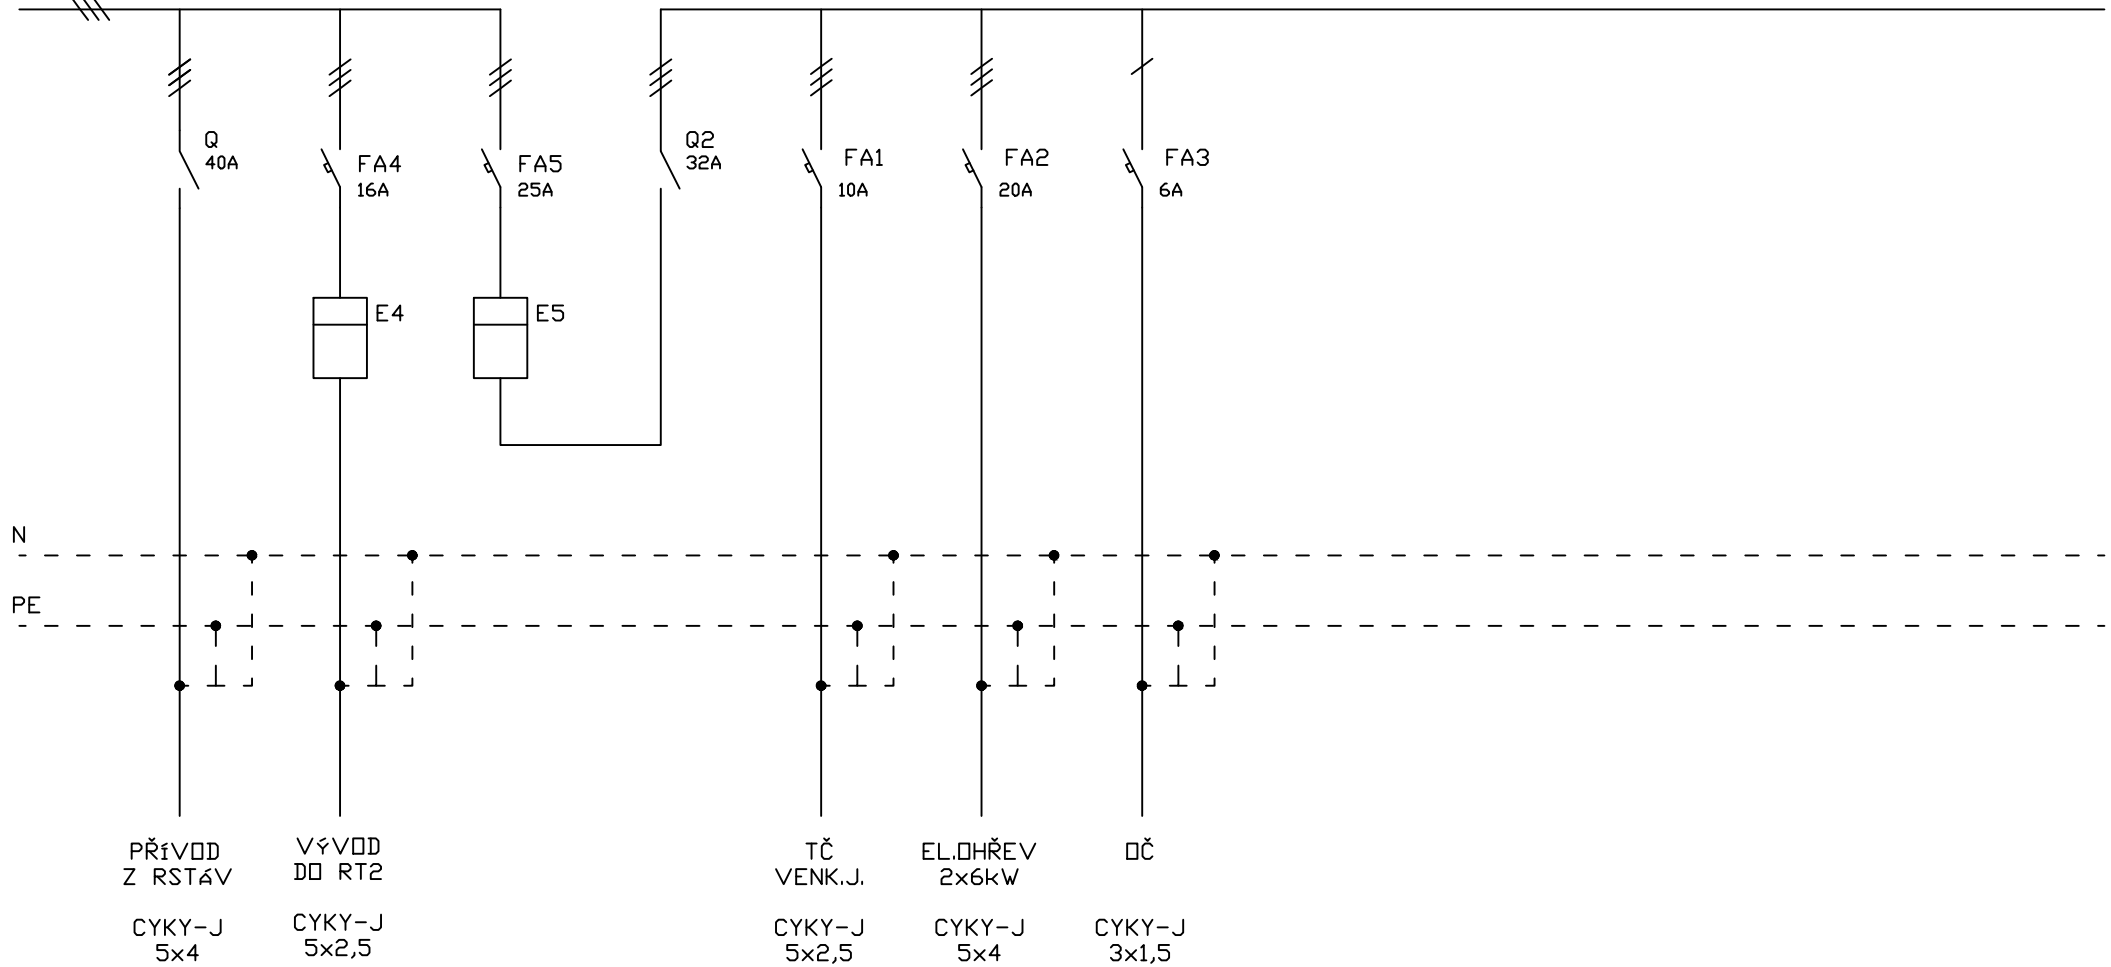 Q
40A
FA4
16A
FA5
25A
Q2
32A
FA1
10A
FA2
20A
FA3
6A
E4
E5
N
PE
PŘÍVOD
Z RSTÁV
CYKY-J
5x4
VÝVOD
DO RT2
CYKY-J
5x2,5
TČ
VENK.J.
CYKY-J
5x2,5
EL.OHŘEV
2x6kW
CYKY-J
5x4
OČ
CYKY-J
3x1,5